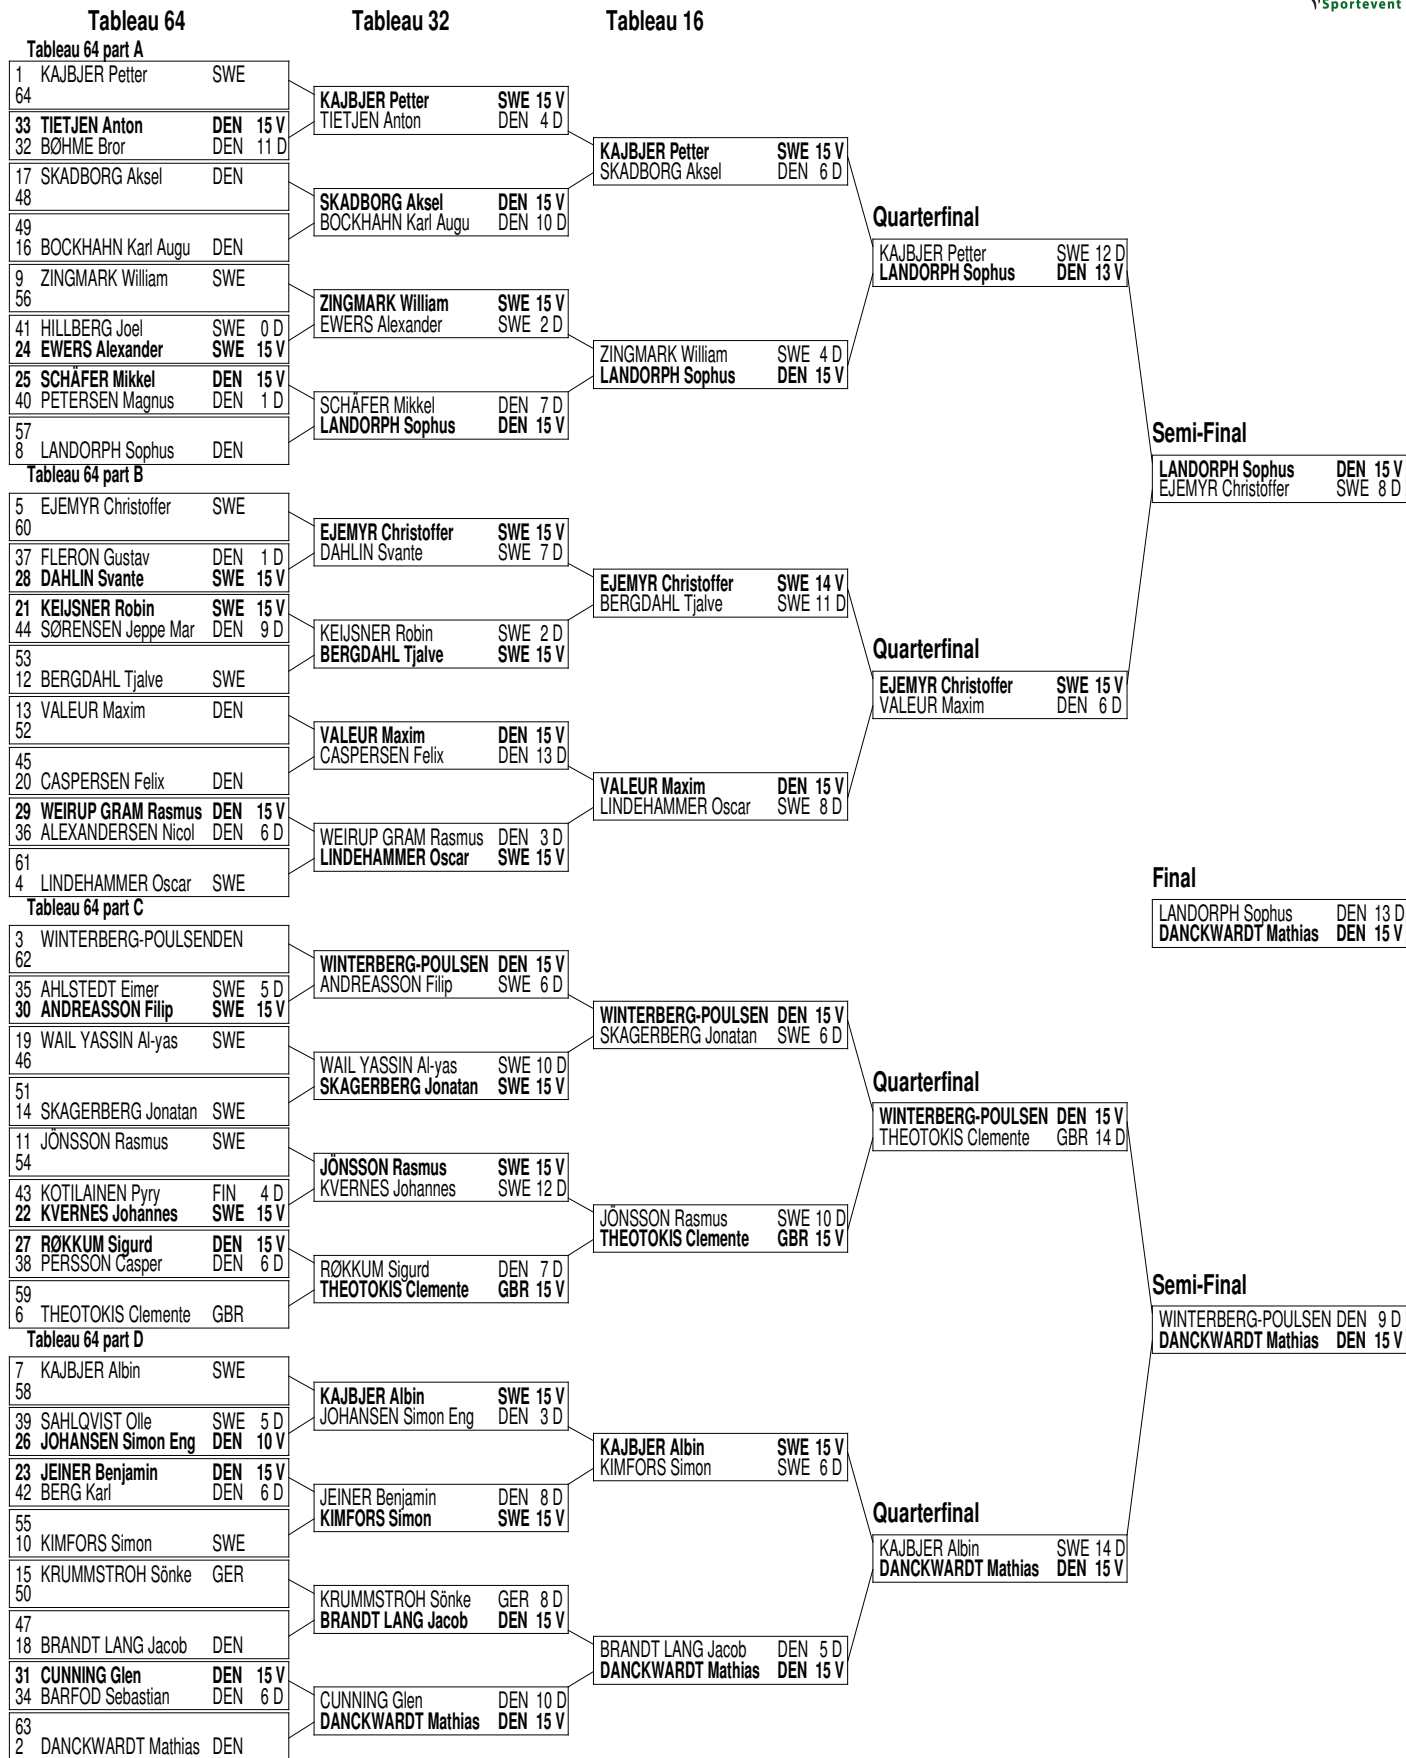 Sportevent
Tableau 64
Tableau 32
Tableau 16
Tableau 64 part A
1 KAJBJER Petter SWE
64
33 TIETJEN Anton DEN 15 V
32 BØHME Bror DEN 11 D
17 SKADBORG Aksel DEN
48
49
16 BOCKHAHN Karl Augu DEN
9 ZINGMARK William SWE
56
41 HILLBERG Joel SWE 0 D
24 EWERS Alexander SWE 15 V
25 SCHÄFER Mikkel DEN 15 V
40 PETERSEN Magnus DEN 1 D
57
8 LANDORPH Sophus DEN
Tableau 64 part B
5 EJEMYR Christoffer SWE
60
37 FLERON Gustav DEN 1 D
28 DAHLIN Svante SWE 15 V
21 KEIJSNER Robin SWE 15 V
44 SØRENSEN Jeppe Mar DEN 9 D
53
12 BERGDAHL Tjalve SWE
13 VALEUR Maxim DEN
52
45
20 CASPERSEN Felix DEN
29 WEIRUP GRAM Rasmus DEN 15 V
36 ALEXANDERSEN Nicol DEN 6 D
61
4 LINDEHAMMER Oscar SWE
Tableau 64 part C
3 WINTERBERG-POULSENDEN
62
35 AHLSTEDT Eimer SWE 5 D
30 ANDREASSON Filip SWE 15 V
19 WAIL YASSIN Al-yas SWE
46
51
14 SKAGERBERG Jonatan SWE
11 JÖNSSON Rasmus SWE
54
43 KOTILAINEN Pyry FIN 4 D
22 KVERNES Johannes SWE 15 V
27 RØKKUM Sigurd DEN 15 V
38 PERSSON Casper DEN 6 D
59
6 THEOTOKIS Clemente GBR
Tableau 64 part D
7 KAJBJER Albin SWE
58
39 SAHLQVIST Olle SWE 5 D
26 JOHANSEN Simon Eng DEN 10 V
23 JEINER Benjamin DEN 15 V
42 BERG Karl DEN 6 D
55
10 KIMFORS Simon SWE
15 KRUMMSTROH Sönke GER
50
47
18 BRANDT LANG Jacob DEN
31 CUNNING Glen DEN 15 V
34 BARFOD Sebastian DEN 6 D
63
2 DANCKWARDT Mathias DEN
KAJBJER Petter SWE 15 V
TIETJEN Anton DEN 4 D
SKADBORG Aksel DEN 15 V
BOCKHAHN Karl Augu DEN 10 D
ZINGMARK William SWE 15 V
EWERS Alexander SWE 2 D
SCHÄFER Mikkel DEN 7 D
LANDORPH Sophus DEN 15 V
EJEMYR Christoffer SWE 15 V
DAHLIN Svante SWE 7 D
KEIJSNER Robin SWE 2 D
BERGDAHL Tjalve SWE 15 V
VALEUR Maxim DEN 15 V
CASPERSEN Felix DEN 13 D
WEIRUP GRAM Rasmus DEN 3 D
LINDEHAMMER Oscar SWE 15 V
WINTERBERG-POULSEN DEN 15 V
ANDREASSON Filip SWE 6 D
WAIL YASSIN Al-yas SWE 10 D
SKAGERBERG Jonatan SWE 15 V
JÖNSSON Rasmus SWE 15 V
KVERNES Johannes SWE 12 D
RØKKUM Sigurd DEN 7 D
THEOTOKIS Clemente GBR 15 V
KAJBJER Albin SWE 15 V
JOHANSEN Simon Eng DEN 3 D
JEINER Benjamin DEN 8 D
KIMFORS Simon SWE 15 V
KRUMMSTROH Sönke GER 8 D
BRANDT LANG Jacob DEN 15 V
CUNNING Glen DEN 10 D
DANCKWARDT Mathias DEN 15 V
KAJBJER Petter SWE 15 V
SKADBORG Aksel DEN 6 D
ZINGMARK William SWE 4 D
LANDORPH Sophus DEN 15 V
EJEMYR Christoffer SWE 14 V
BERGDAHL Tjalve SWE 11 D
VALEUR Maxim DEN 15 V
LINDEHAMMER Oscar SWE 8 D
WINTERBERG-POULSEN DEN 15 V
SKAGERBERG Jonatan SWE 6 D
JÖNSSON Rasmus SWE 10 D
THEOTOKIS Clemente GBR 15 V
KAJBJER Albin SWE 15 V
KIMFORS Simon SWE 6 D
BRANDT LANG Jacob DEN 5 D
DANCKWARDT Mathias DEN 15 V
Quarterfinal
KAJBJER Petter SWE 12 D
LANDORPH Sophus DEN 13 V
Quarterfinal
EJEMYR Christoffer SWE 15 V
VALEUR Maxim DEN 6 D
Quarterfinal
WINTERBERG-POULSEN DEN 15 V
THEOTOKIS Clemente GBR 14 D
Quarterfinal
KAJBJER Albin SWE 14 D
DANCKWARDT Mathias DEN 15 V
Semi-Final
LANDORPH Sophus DEN 15 V
EJEMYR Christoffer SWE 8 D
Final
LANDORPH Sophus DEN 13 D
DANCKWARDT Mathias DEN 15 V
Semi-Final
WINTERBERG-POULSEN DEN 9 D
DANCKWARDT Mathias DEN 15 V